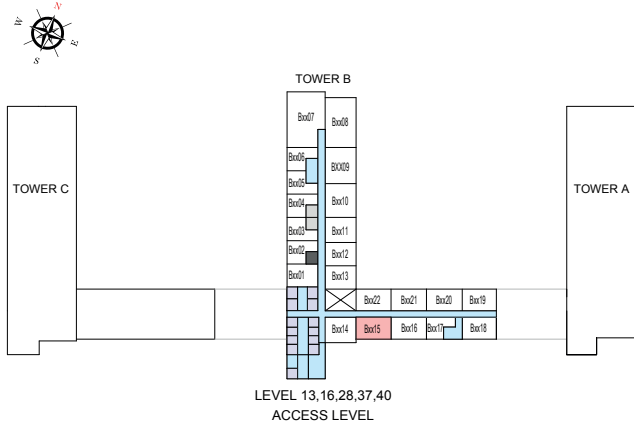 N
W
E
S
TOWER B
Bxx07
Bxx08
Bxx06
BXX09
Bxx05
TOWER C
TOWER A
Bxx04
Bxx10
Bxx03
Bxx11
Bxx02
Bxx12
Bxx01
Bxx13
Bxx22
Bxx21
Bxx20
Bxx19
Bxx14
Bxx15
Bxx16
Bxx17
Bxx18
LEVEL 13,16,28,37,40
ACCESS LEVEL